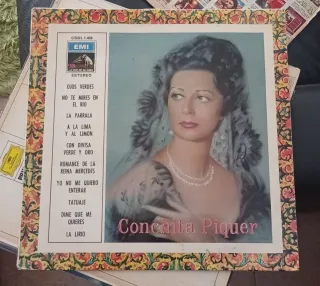 EMI
ESTEREO
OJOS VERDES
NO TE MIRES EN
EL RIO
LA PARRALA
A LA LIMA
Y AL LIMON
CON DIVISA
VERDE Y ORO
ROMANCE DE LA
REINA MERCEDES
YO NO ME QUIERO
ENTERAR
TATUAJE
DIME QUE ME
QUIERES
LA LIRIO
Conchita Piquer